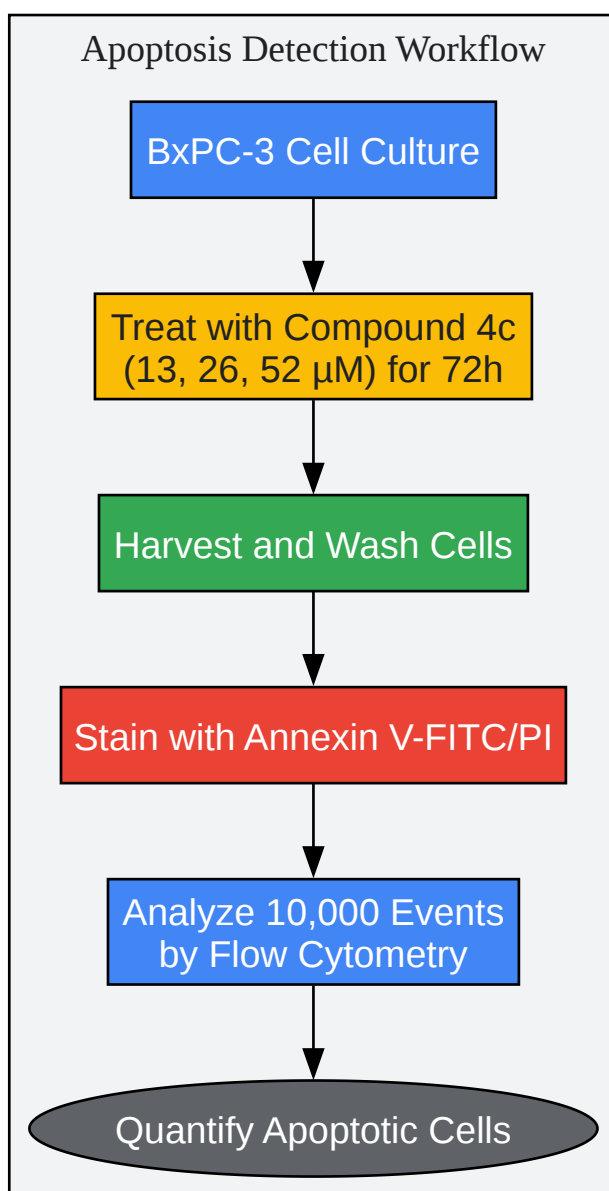 Apoptosis Detection Workflow
BxPC-3 Cell Culture
Treat with Compound 4c
(13, 26, 52 µM) for 72h
Harvest and Wash Cells
Stain with Annexin V-FITC/PI
Analyze 10,000 Events
by Flow Cytometry
Quantify Apoptotic Cells